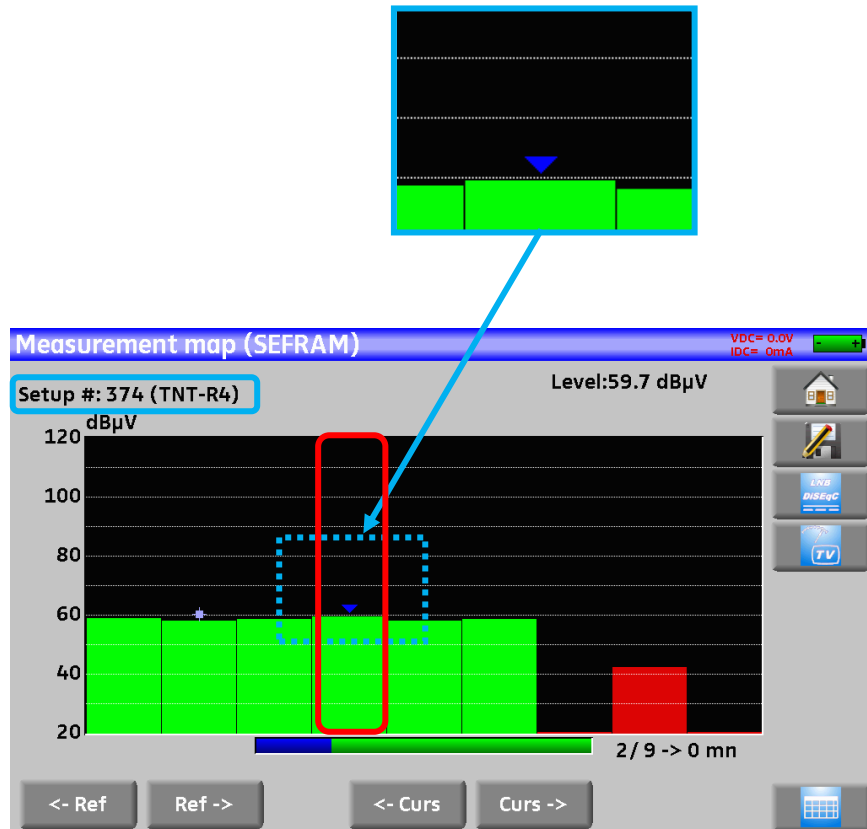 Measurement map (SEFRAM)
VDC= 0.0V
IDC= 0mA
- +
Setup #: 374 (TNT-R4)
Level:59.7 dBµV
dBµV
120
100
80
60
40
20
LNB
DiSEqC
TV
2/ 9 -> 0 mn
<- Ref
Ref ->
<- Curs
Curs ->